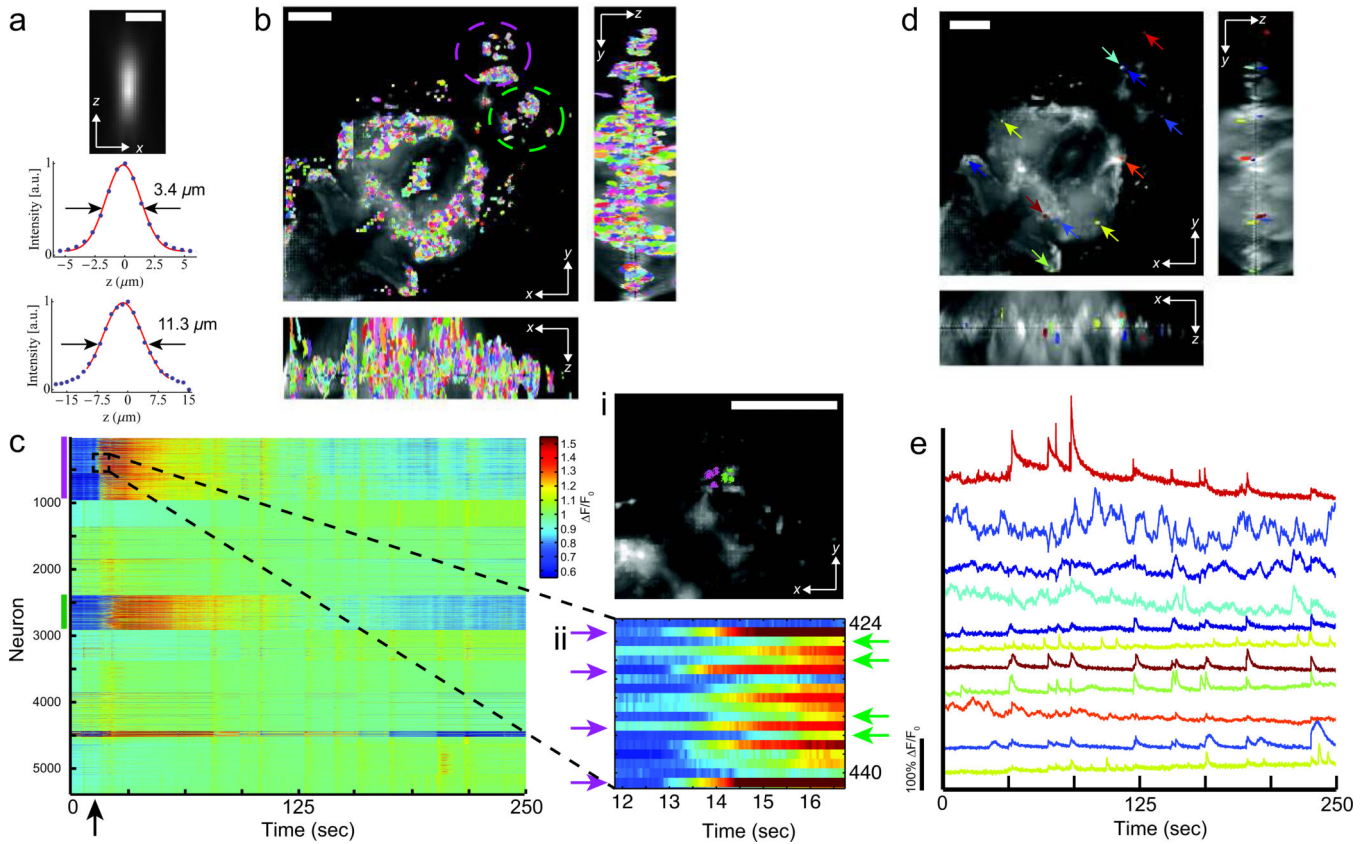 a
z
x
1
Intensity [a.u.]
3.4 µm
0
−5 −2.5 0 2.5 5
z (µm)
1
Intensity [a.u.]
11.3 µm
0
−15 −7.5 0 7.5 15
z (µm)
b
y
x
z
y
x
z
c
Neuron
1000
2000
3000
4000
5000
0 125 250
Time (sec)
1.5
1.4
1.3
1.2
1.1
1
0.9
0.8
0.7
0.6
ΔF/F0
i
y
x
ii
424
440
12 13 14 15 16
Time (sec)
d
y
x
z
y
x
z
e
100% ΔF/F0
0 125 250
Time (sec)